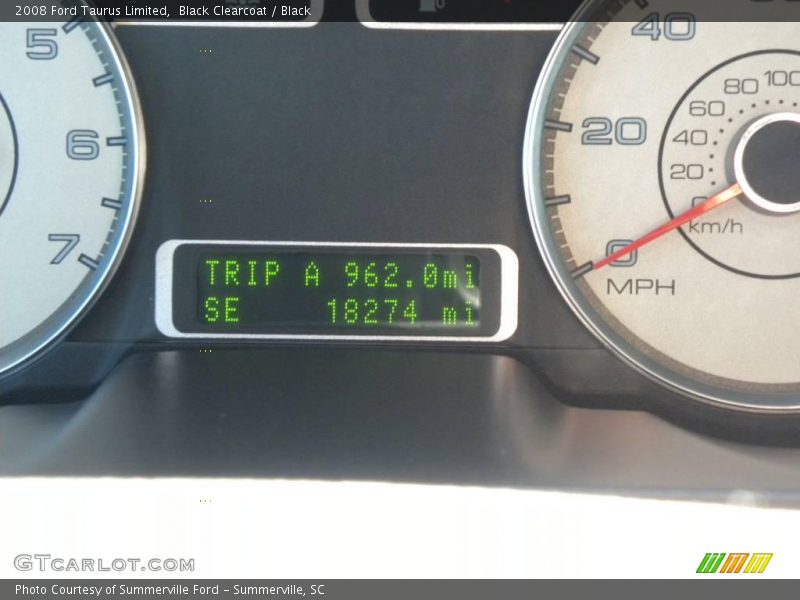 2008 Ford Taurus Limited,  Black Clearcoat / Black
5
6
7
40
20
0
MPH
100
80
60
40
20
0
km/h
TRIP A 962.0mi
SE 18274 mi
GTCARLOT.COM
Photo Courtesy of Summerville Ford – Summerville, SC